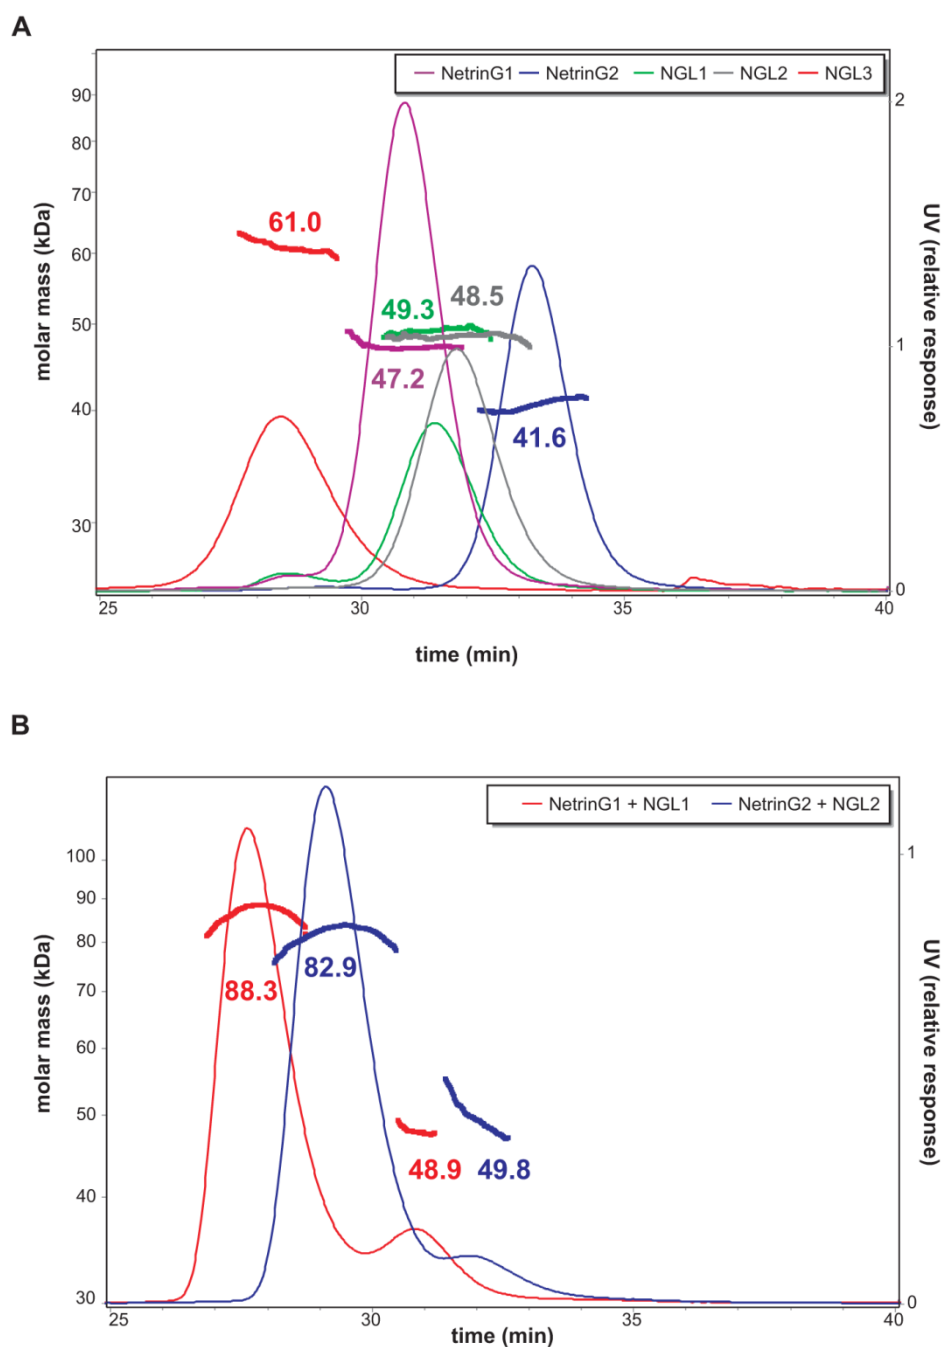 A
NetrinG1 NetrinG2 NGL1 NGL2 NGL3
90
80
70
60
50
40
30
molar mass (kDa)
61.0
49.3
48.5
47.2
41.6
2
1
0
UV (relative response)
25 30 35 40
time (min)
B
NetrinG1 + NGL1 NetrinG2 + NGL2
100
90
80
70
60
50
40
30
molar mass (kDa)
88.3
82.9
48.9
49.8
1
0
UV (relative response)
25 30 35 40
time (min)